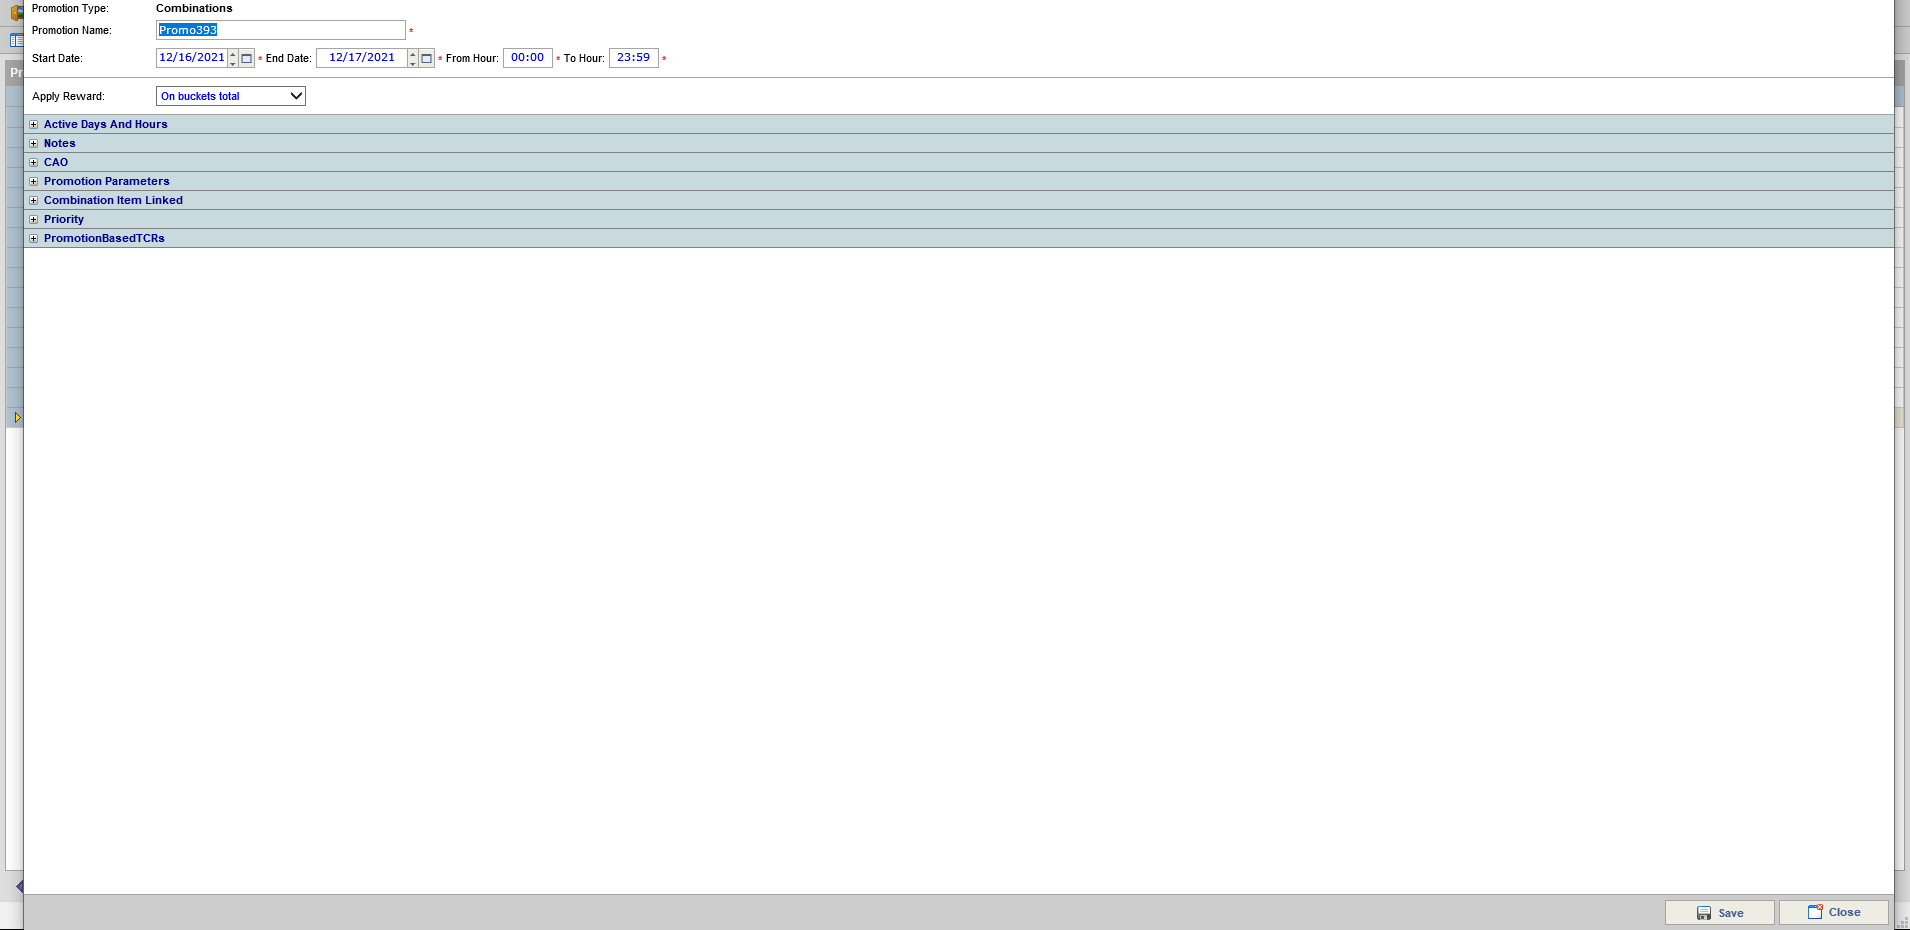 Promotion Type: Combinations
Promotion Name: Promo393 *
Start Date: 12/16/2021 * End Date: 12/17/2021 * From Hour: 00:00 * To Hour: 23:59 *
Pr
Apply Reward: On buckets total
Active Days And Hours
Notes
CAO
Promotion Parameters
Combination Item Linked
Priority
PromotionBasedTCRs
Save Close